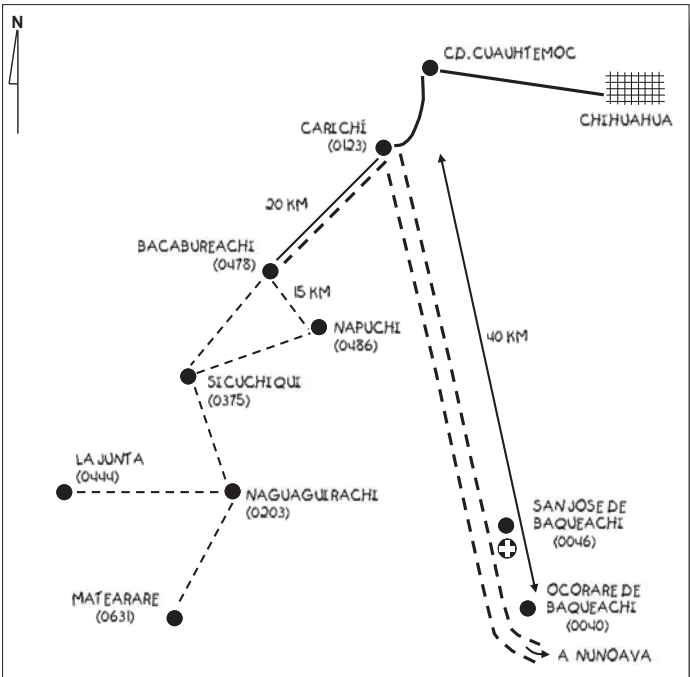 N
CD. CUAUHTEMOC
CHIHUAHUA
CARICHÍ
(0123)
20 KM
BACABUREACHI
(0478)
15 KM
NAPUCHI
(0486)
40 KM
SICUCHIQUI
(0375)
LA JUNTA
(0444)
NAGUAGUIRACHI
(0203)
SAN JOSE DE
BAQUEACHI
(0046)
MATEARARE
(0631)
OCORARE DE
BAQUEACHI
(0040)
A NUNOAVA